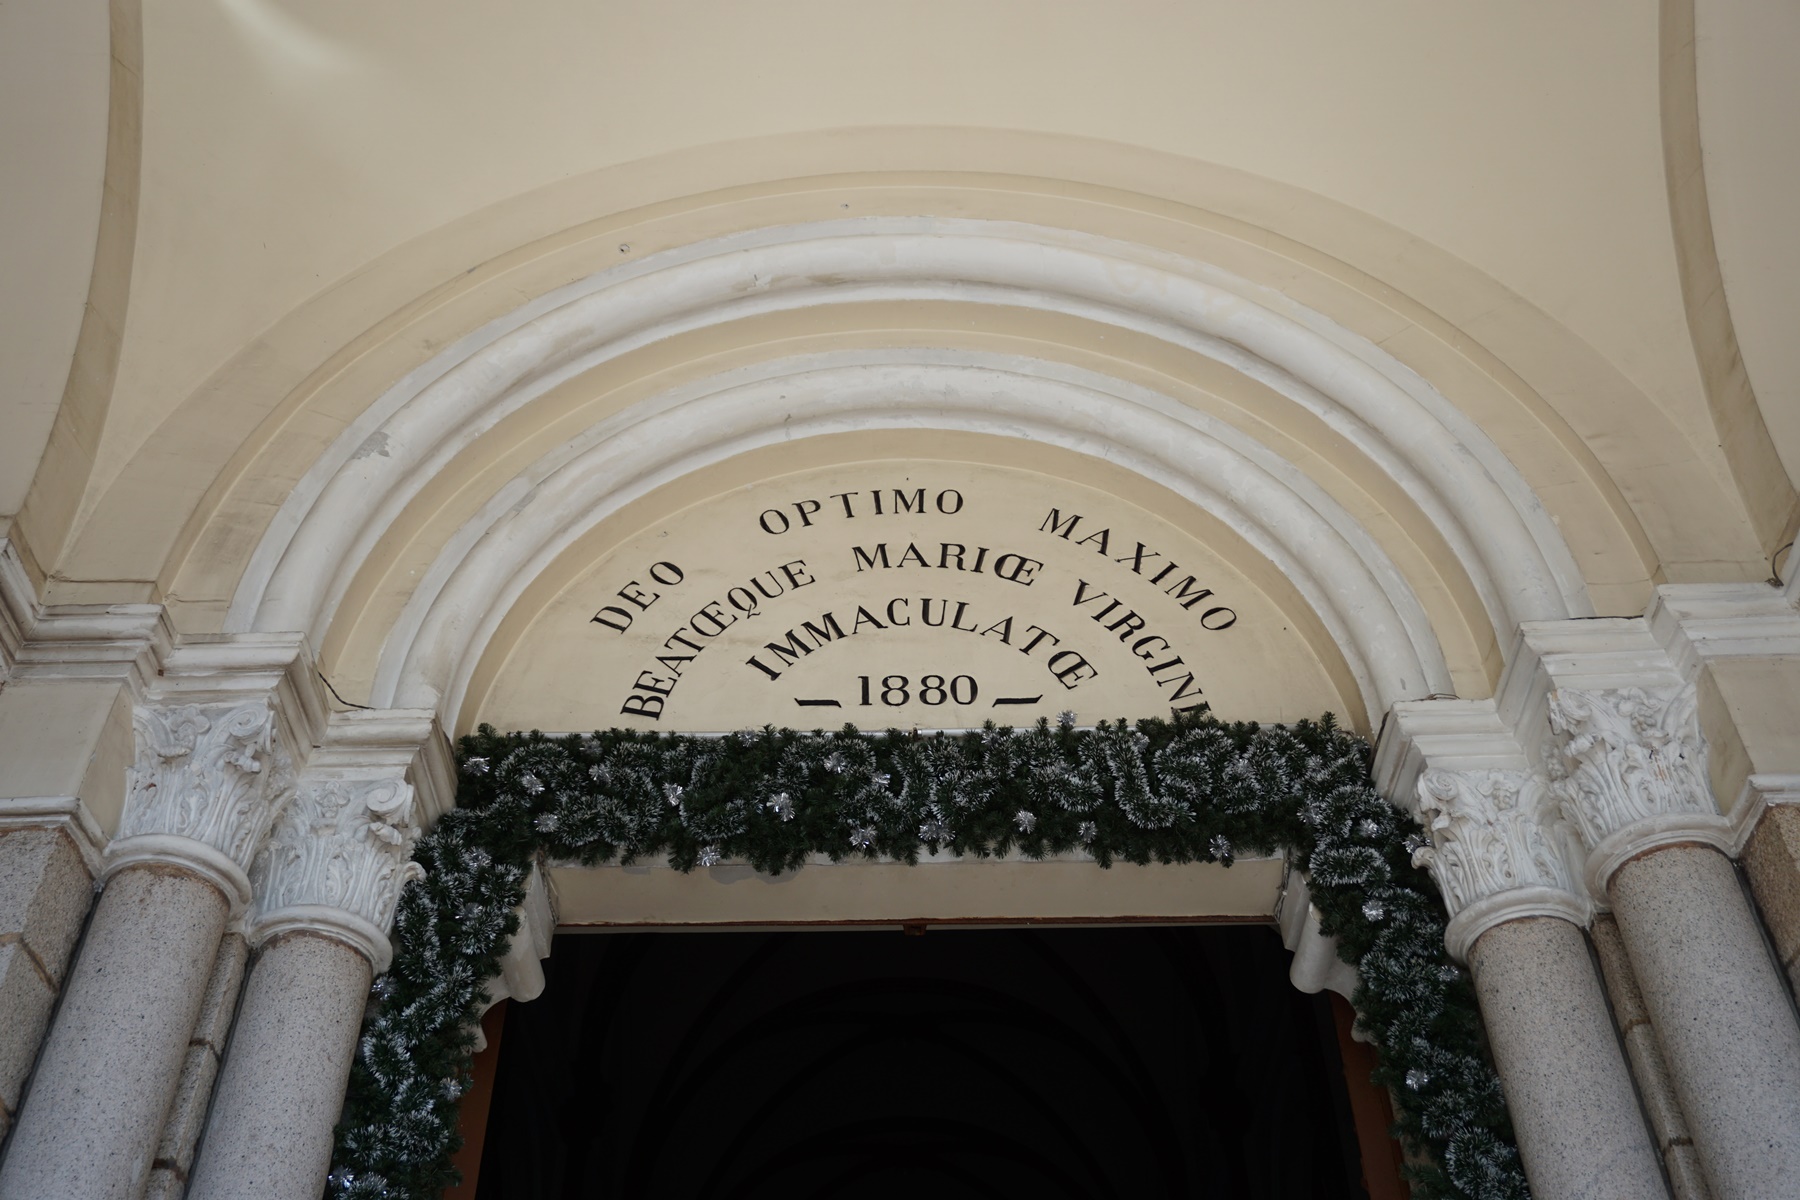 DEO OPTIMO MAXIMO
BEATŒQUE MARIŒ VIRGINI
IMMACULATŒ
1880